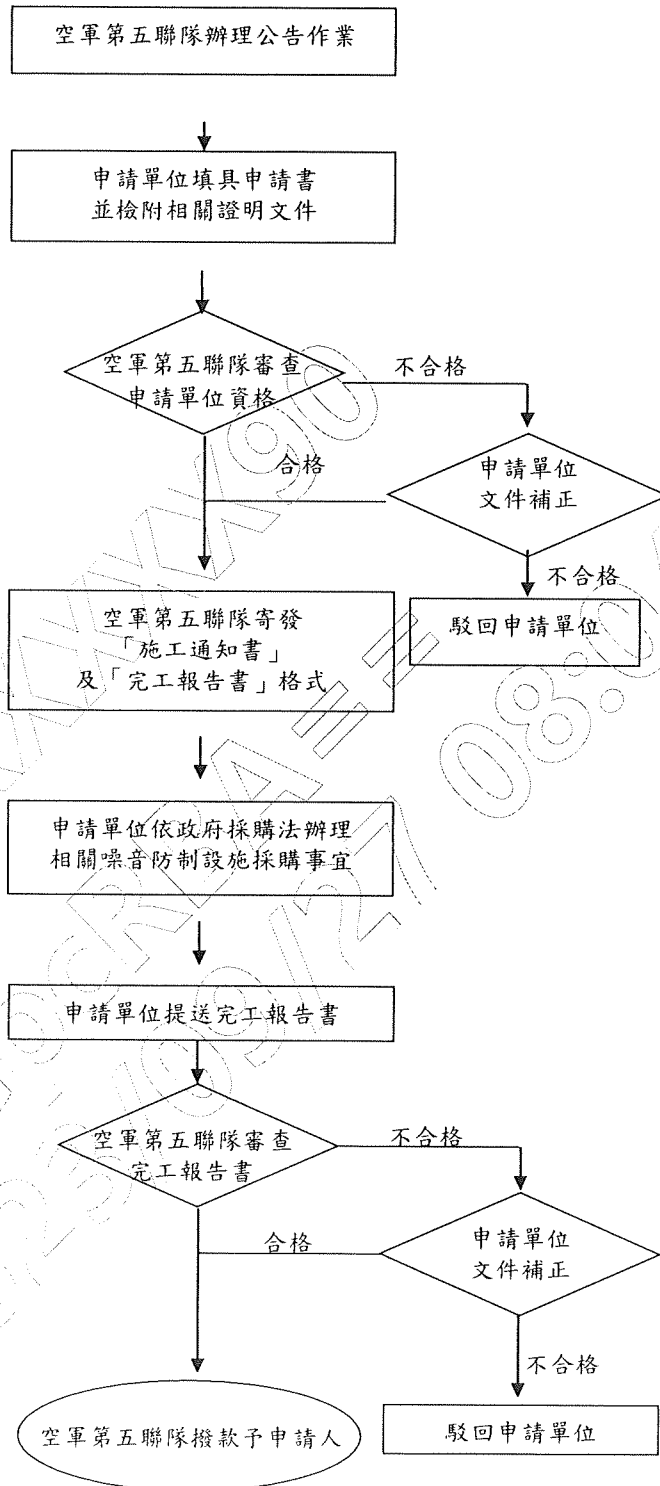 空軍第五聯隊辦理公告作業
申請單位填具申請書
並檢附相關證明文件
空軍第五聯隊審查
申請單位資格
不合格
合格
申請單位
文件補正
不合格
駁回申請單位
空軍第五聯隊寄發
「施工通知書」
及「完工報告書」格式
申請單位依政府採購法辦理
相關噪音防制設施採購事宜
申請單位提送完工報告書
空軍第五聯隊審查
完工報告書
不合格
合格
申請單位
文件補正
不合格
駁回申請單位
空軍第五聯隊撥款予申請人